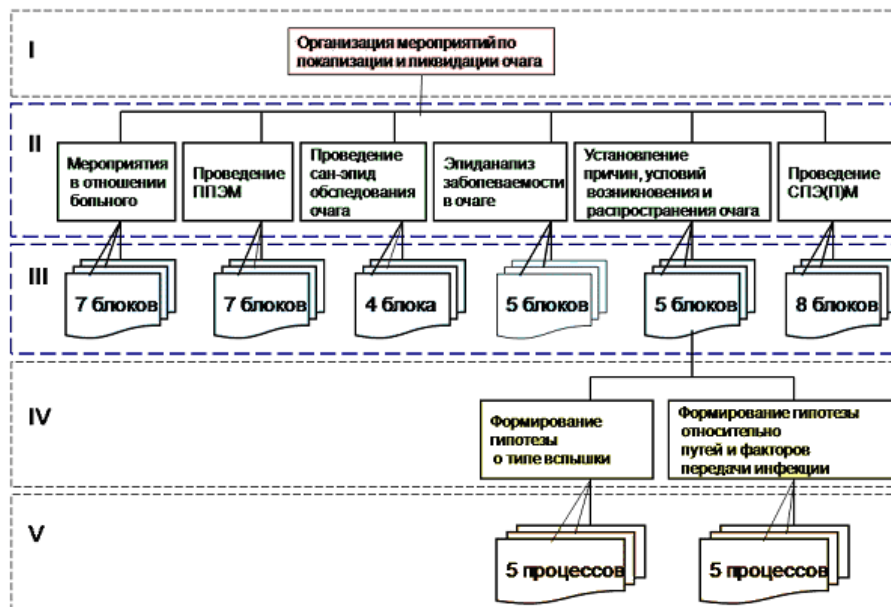 I
Организация мероприятий по
локализации и ликвидации очага
II
Мероприятия
в отношении
больного
Проведение
ППЭМ
Проведение
сан-эпид
обследования
очага
Эпиданализ
заболеваемости
в очаге
Установление
причин, условий
возникновения и
распространения очага
Проведение
СПЭ(П)М
III
7 блоков
7 блоков
4 блока
5 блоков
5 блоков
8 блоков
IV
Формирование
гипотезы
о типе вспышки
Формирование гипотезы
относительно
путей и факторов
передачи инфекции
V
5 процессов
5 процессов